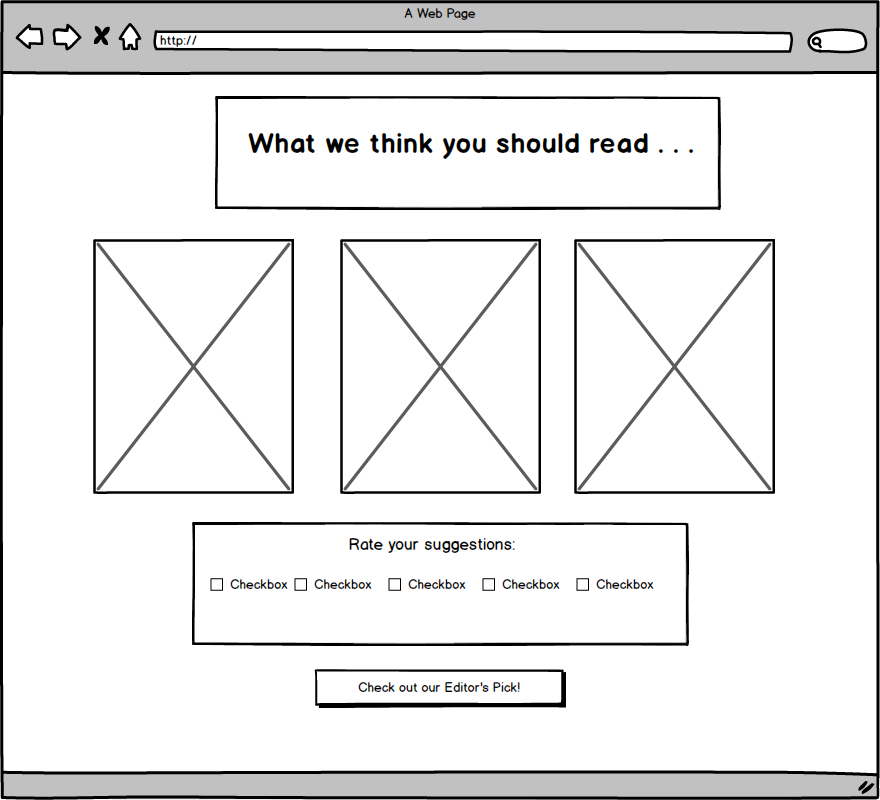 A Web Page
http://
What we think you should read . . .
Rate your suggestions:
Checkbox Checkbox Checkbox Checkbox Checkbox
Check out our Editor's Pick!